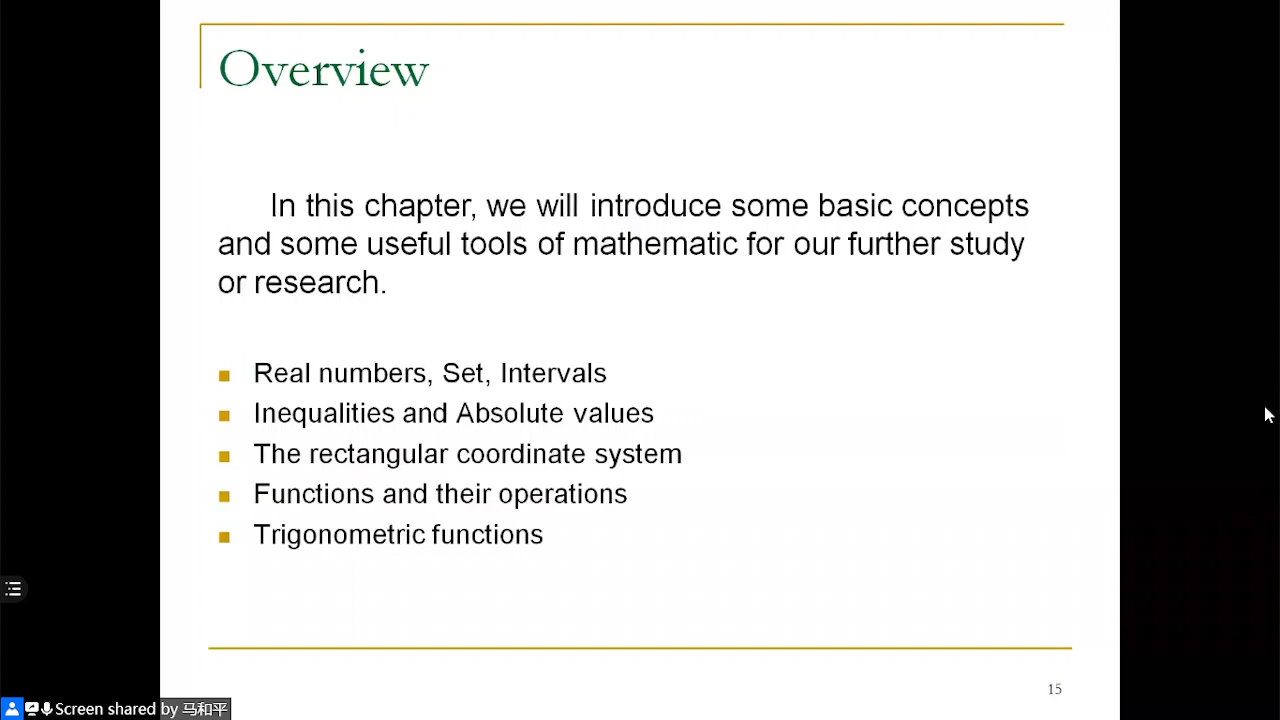 Overview
In this chapter, we will introduce some basic concepts
and some useful tools of mathematic for our further study
or research.
Real numbers, Set, Intervals
Inequalities and Absolute values
The rectangular coordinate system
Functions and their operations
Trigonometric functions
15
Screen shared by 马和平